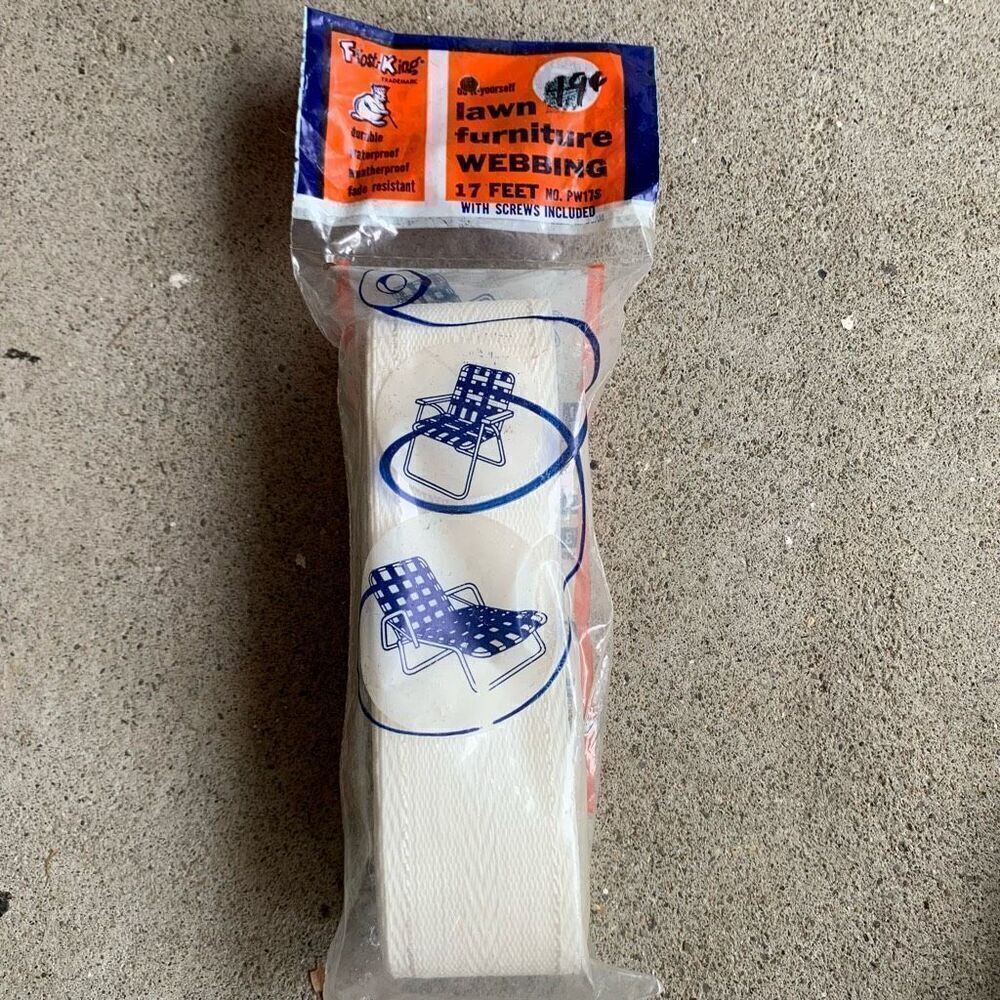 Frost-King
TRADEMARK
durable
waterproof
weatherproof
fade resistant
do-it-yourself
49¢
lawn
furniture
WEBBING
17 FEET NO. PW17S
WITH SCREWS INCLUDED